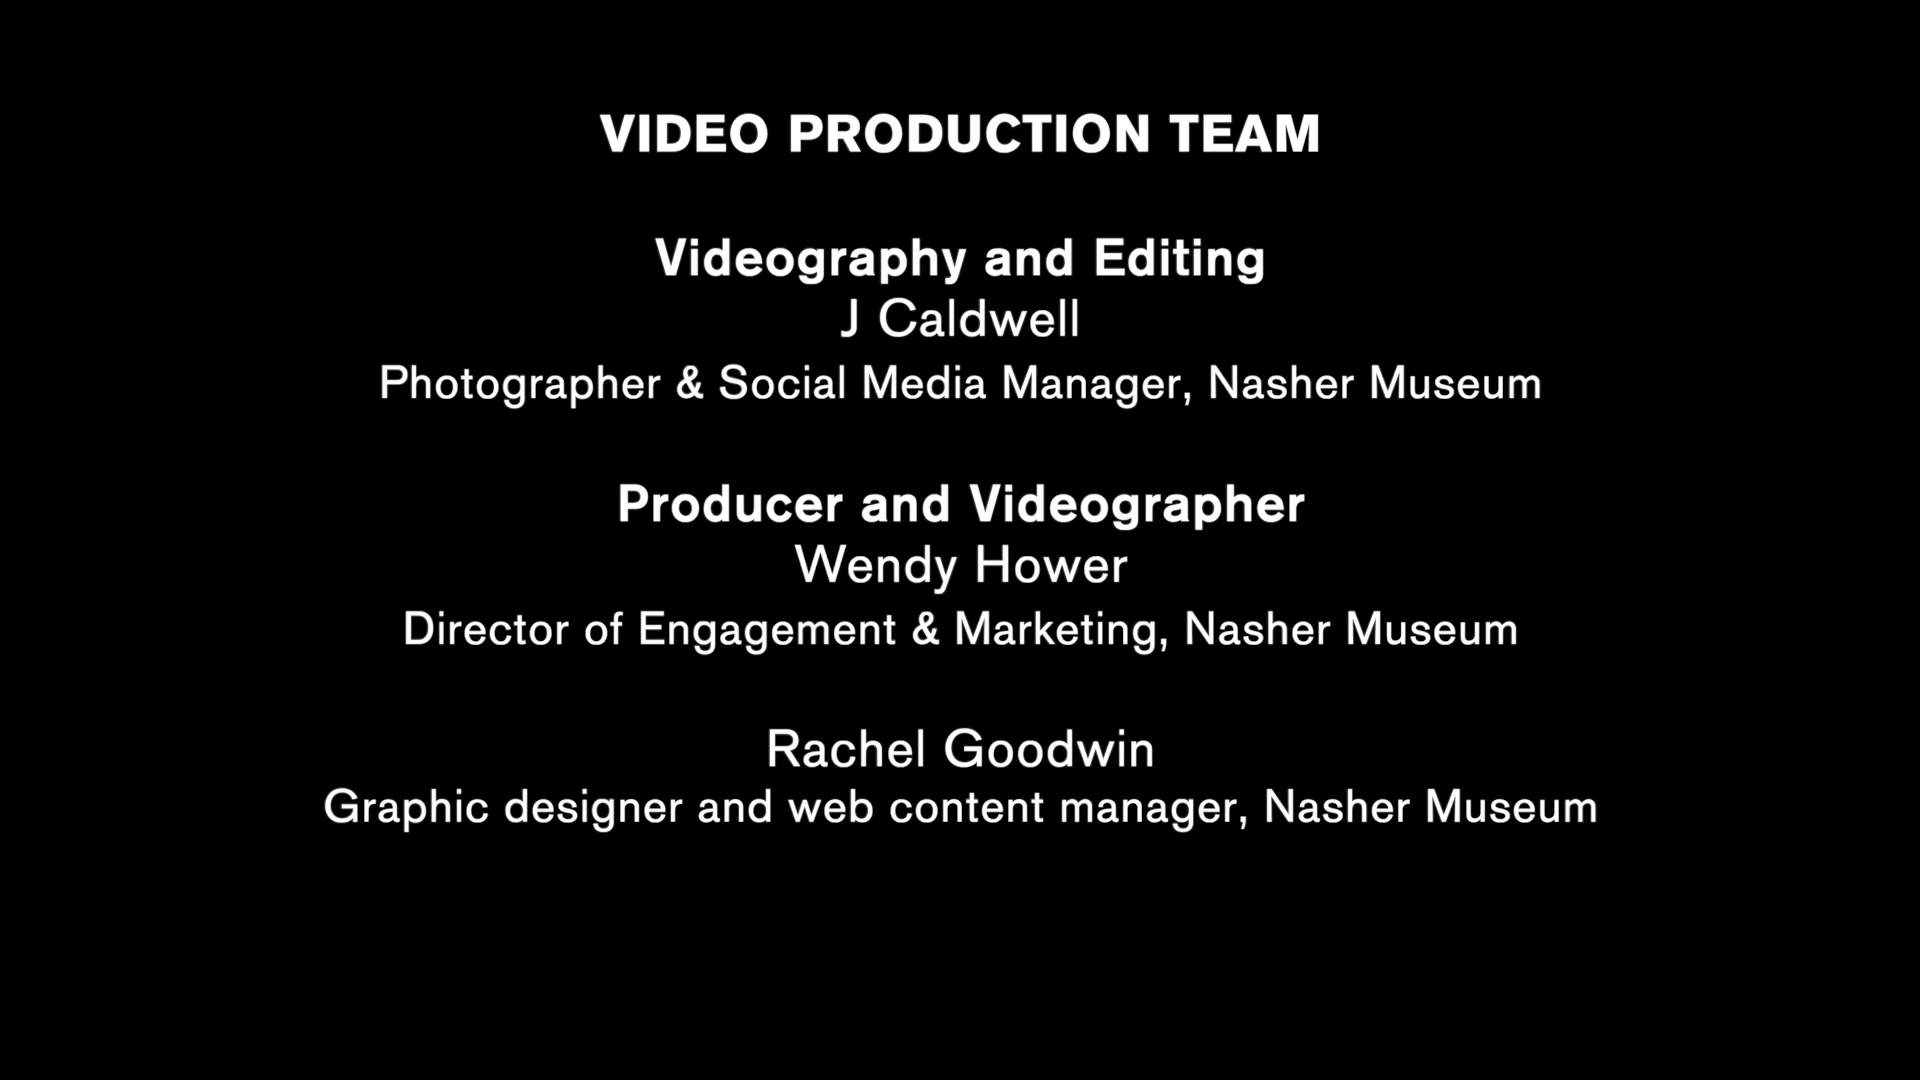 VIDEO PRODUCTION TEAM
Videography and Editing
J Caldwell
Photographer & Social Media Manager, Nasher Museum
Producer and Videographer
Wendy Hower
Director of Engagement & Marketing, Nasher Museum
Rachel Goodwin
Graphic designer and web content manager, Nasher Museum